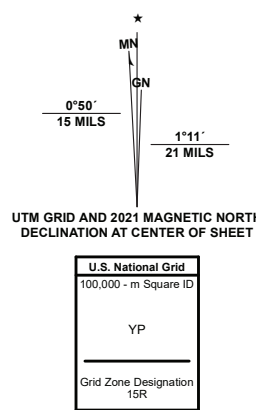 ★
MN
GN
0°50´
15 MILS
1°11´
21 MILS
UTM GRID AND 2021 MAGNETIC NORTH
DECLINATION AT CENTER OF SHEET
U.S. National Grid
100,000 - m Square ID
YP
Grid Zone Designation
15R